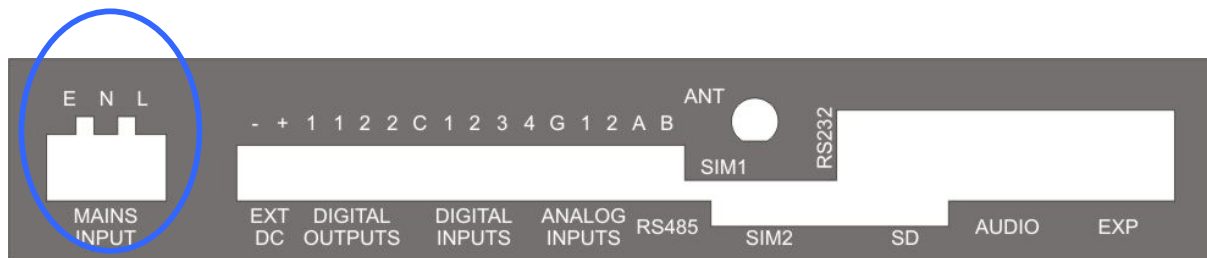 E N L
- + 1 1 2 2 C 1 2 3 4 G 1 2 A B
ANT
SIM1
RS232
MAINS
INPUT
EXT
DC
DIGITAL
OUTPUTS
DIGITAL
INPUTS
ANALOG
INPUTS
RS485
SIM2
SD
AUDIO
EXP